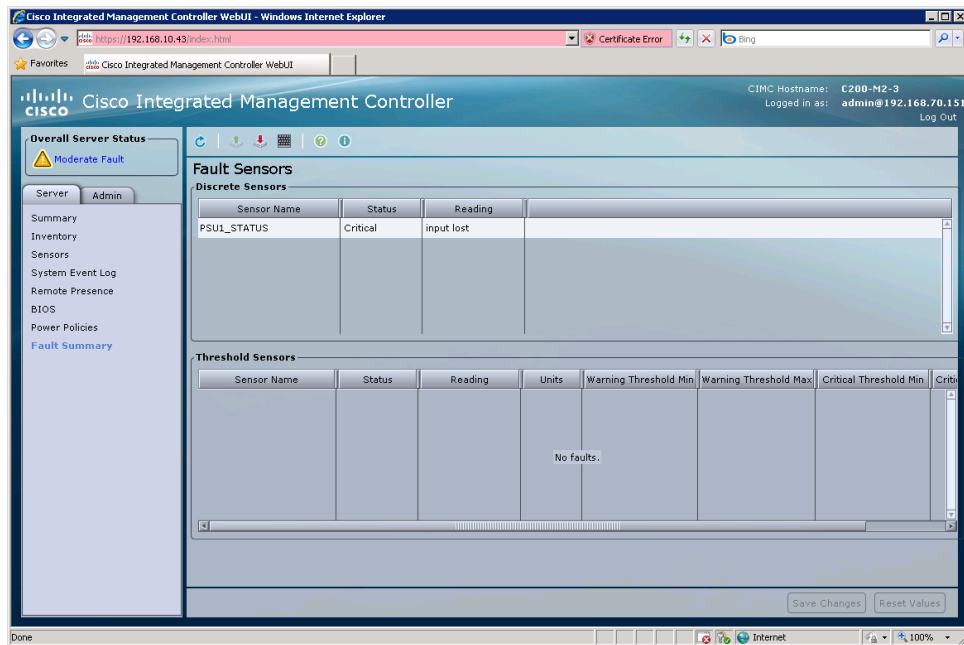 Cisco Integrated Management Controller WebUI - Windows Internet Explorer
https://192.168.10.43/index.html
Certificate Error
Bing
Favorites
Cisco Integrated Management Controller WebUI
CISCO
Cisco Integrated Management Controller
CIMC Hostname: C200-M2-3
Logged in as: admin@192.168.70.151
Log Out
Overall Server Status
Moderate Fault
Server
Admin
Summary
Inventory
Sensors
System Event Log
Remote Presence
BIOS
Power Policies
Fault Summary
Fault Sensors
Discrete Sensors
Sensor Name Status Reading
PSU1_STATUS Critical input lost
Threshold Sensors
Sensor Name Status Reading Units Warning Threshold Min Warning Threshold Max Critical Threshold Min Critic
No faults.
Save Changes Reset Values
Done
Internet
100%